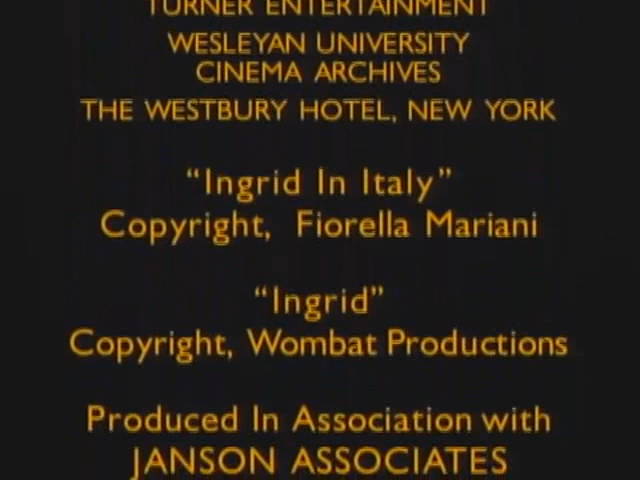 TURNER ENTERTAINMENT
WESLEYAN UNIVERSITY
CINEMA ARCHIVES
THE WESTBURY HOTEL, NEW YORK
“Ingrid In Italy”
Copyright, Fiorella Mariani
“Ingrid”
Copyright, Wombat Productions
Produced In Association with
JANSON ASSOCIATES